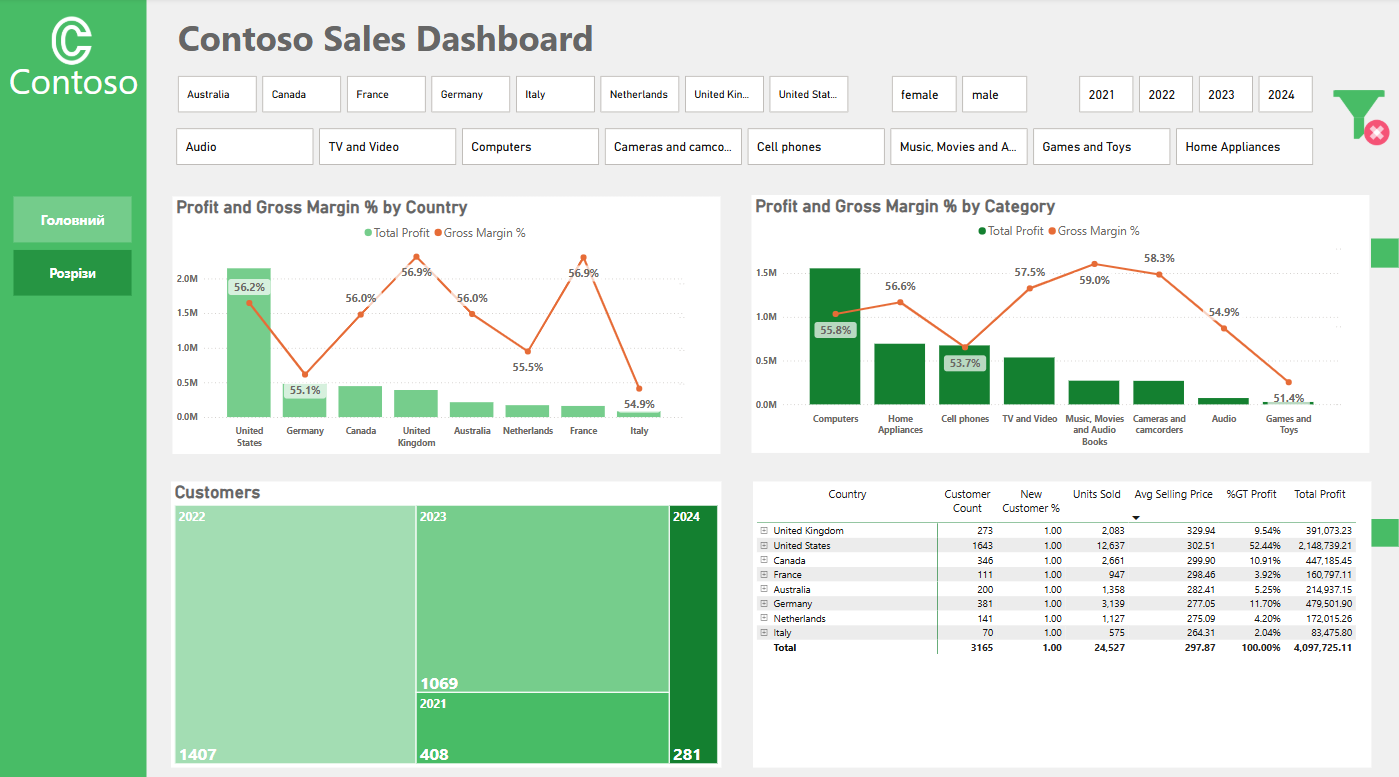 Contoso
Головний
Розрізи
Contoso Sales Dashboard
Australia Canada France Germany Italy Netherlands United Kin... United Stat... female male 2021 2022 2023 2024
Audio TV and Video Computers Cameras and camco... Cell phones Music, Movies and A... Games and Toys Home Appliances
Profit and Gross Margin % by Country
Total Profit Gross Margin %
2.0M
1.5M
1.0M
0.5M
0.0M
56.2% 55.1% 56.0% 56.9% 56.0% 55.5% 56.9% 54.9%
United States Germany Canada United Kingdom Australia Netherlands France Italy
Profit and Gross Margin % by Category
Total Profit Gross Margin %
1.5M
1.0M
0.5M
0.0M
55.8% 56.6% 53.7% 57.5% 59.0% 58.3% 54.9% 51.4%
Computers Home Appliances Cell phones TV and Video Music, Movies and Audio Books Cameras and camcorders Audio Games and Toys
Customers
2022
1407
2023
1069
2021
408
2024
281
Country Customer Count New Customer % Units Sold Avg Selling Price %GT Profit Total Profit
United Kingdom 273 1.00 2,083 329.94 9.54% 391,073.23
United States 1643 1.00 12,637 302.51 52.44% 2,148,739.21
Canada 346 1.00 2,661 299.90 10.91% 447,185.45
France 111 1.00 947 298.46 3.92% 160,797.11
Australia 200 1.00 1,358 282.41 5.25% 214,937.15
Germany 381 1.00 3,139 277.05 11.70% 479,501.90
Netherlands 141 1.00 1,127 275.09 4.20% 172,015.26
Italy 70 1.00 575 264.31 2.04% 83,475.80
Total 3165 1.00 24,527 297.87 100.00% 4,097,725.11